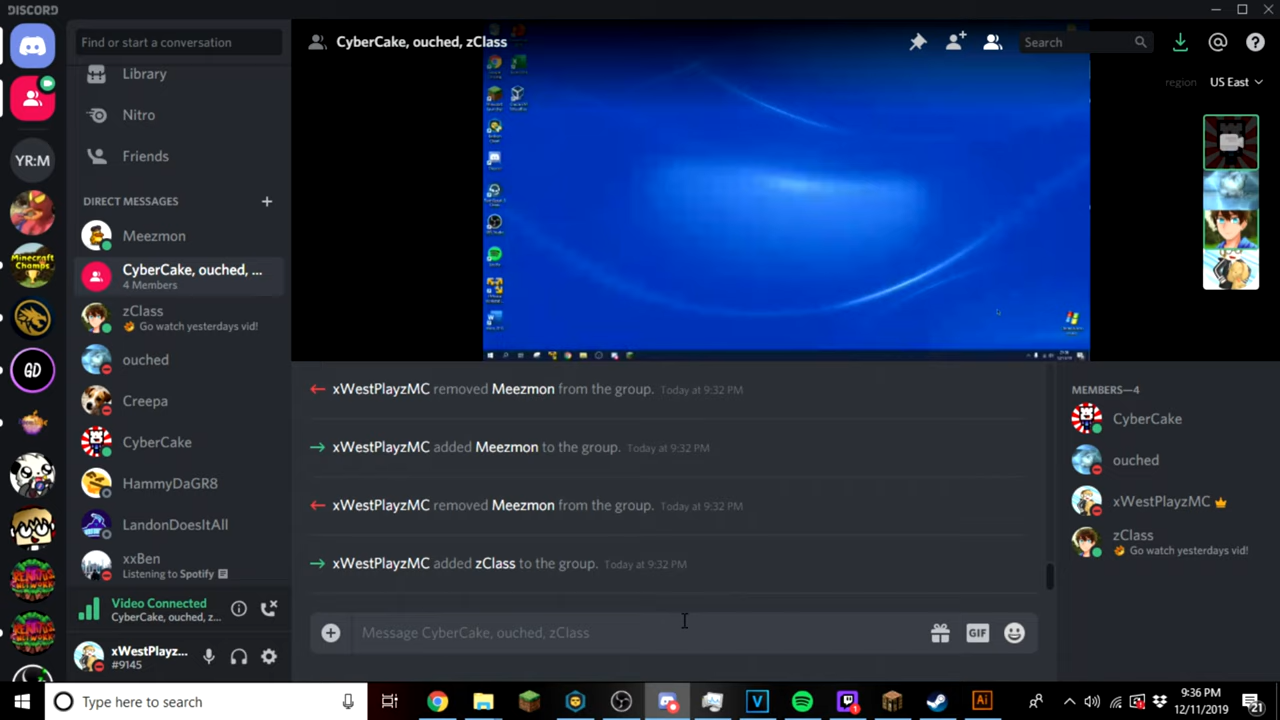 DISCORD
Find or start a conversation
CyberCake, ouched, zClass
Search
Library
region US East
Nitro
YR:M
Friends
DIRECT MESSAGES
Meezmon
CyberCake, ouched, ...
4 Members
Minecraft
Champs
zClass
Go watch yesterdays vid!
ouched
GD
Creepa
CyberCake
HammyDaGR8
LandonDoesItAll
xxBen
Listening to Spotify
xWestPlayzMC removed Meezmon from the group. Today at 9:32 PM
xWestPlayzMC added Meezmon to the group. Today at 9:32 PM
xWestPlayzMC removed Meezmon from the group. Today at 9:32 PM
xWestPlayzMC added zClass to the group. Today at 9:32 PM
MEMBERS—4
CyberCake
ouched
xWestPlayzMC
zClass
Go watch yesterdays vid!
Video Connected
CyberCake, ouched, z...
Message CyberCake, ouched, zClass
GIF
xWestPlayz...
#9145
Type here to search
V
1
Ai
9:36 PM
12/11/2019
21